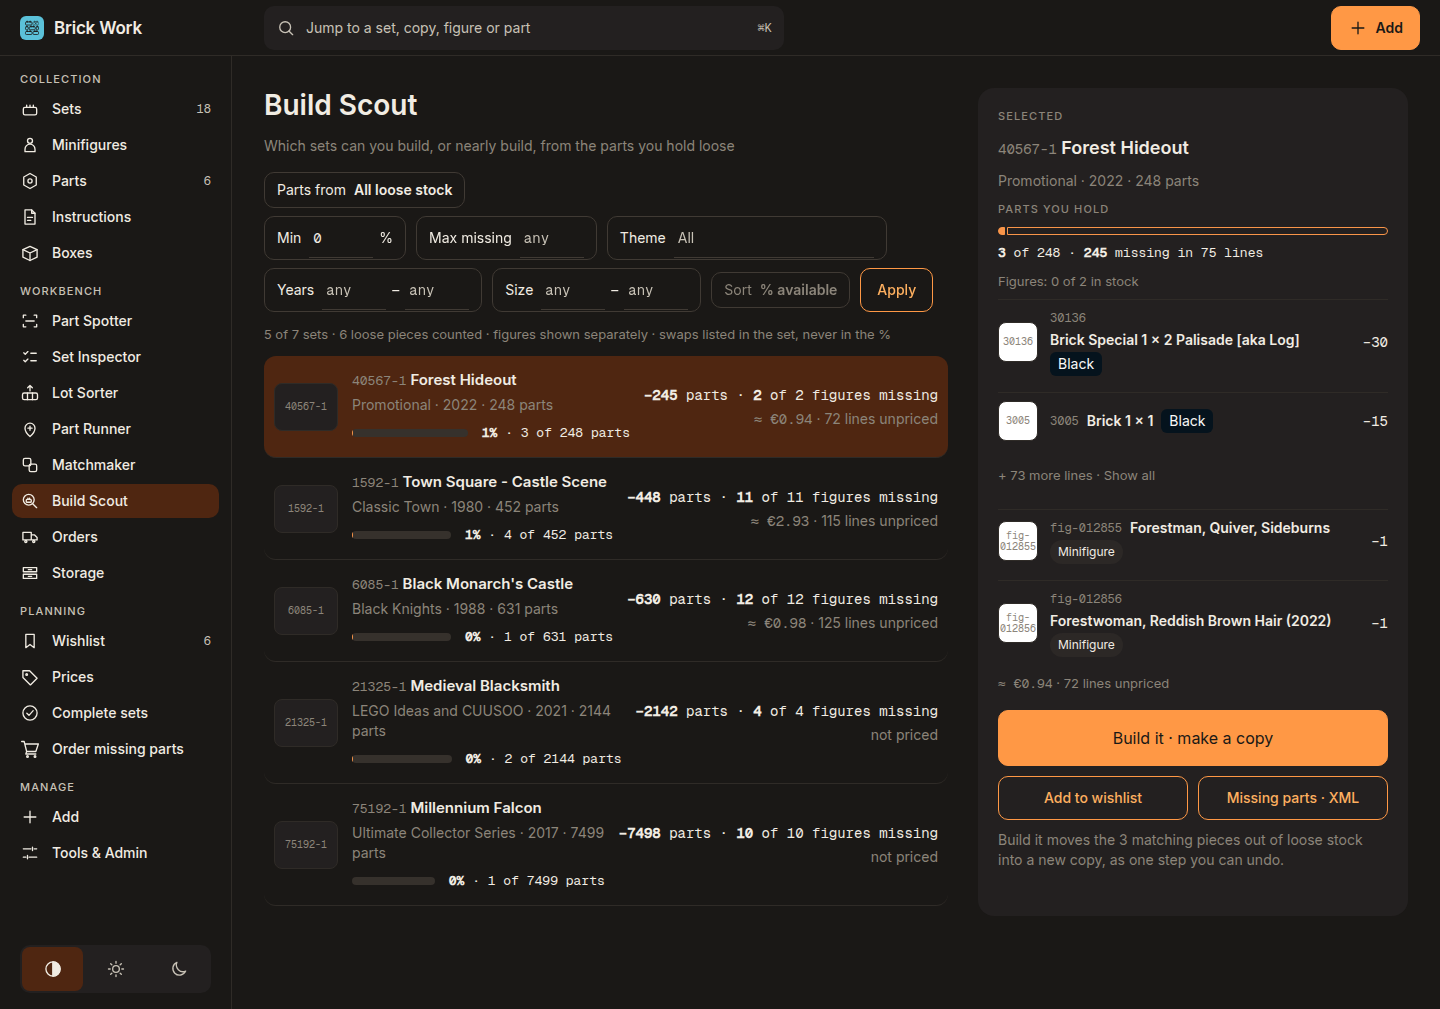 Brick Work
Jump to a set, copy, figure or part
⌘K
Add
COLLECTION
Sets 18
Minifigures
Parts 6
Instructions
Boxes
WORKBENCH
Part Spotter
Set Inspector
Lot Sorter
Part Runner
Matchmaker
Build Scout
Orders
Storage
PLANNING
Wishlist 6
Prices
Complete sets
Order missing parts
MANAGE
Add
Tools & Admin
Build Scout
Which sets can you build, or nearly build, from the parts you hold loose
Parts from All loose stock
Min 0 %
Max missing any
Theme All
Years any – any
Size any – any
Sort % available
Apply
5 of 7 sets · 6 loose pieces counted · figures shown separately · swaps listed in the set, never in the %
40567-1
40567-1 Forest Hideout
Promotional · 2022 · 248 parts
1% · 3 of 248 parts
−245 parts · 2 of 2 figures missing
≈ €0.94 · 72 lines unpriced
1592-1
1592-1 Town Square - Castle Scene
Classic Town · 1980 · 452 parts
1% · 4 of 452 parts
−448 parts · 11 of 11 figures missing
≈ €2.93 · 115 lines unpriced
6085-1
6085-1 Black Monarch's Castle
Black Knights · 1988 · 631 parts
0% · 1 of 631 parts
−630 parts · 12 of 12 figures missing
≈ €0.98 · 125 lines unpriced
21325-1
21325-1 Medieval Blacksmith
LEGO Ideas and CUUSOO · 2021 · 2144
parts
0% · 2 of 2144 parts
−2142 parts · 4 of 4 figures missing
not priced
75192-1
75192-1 Millennium Falcon
Ultimate Collector Series · 2017 · 7499
parts
0% · 1 of 7499 parts
−7498 parts · 10 of 10 figures missing
not priced
SELECTED
40567-1 Forest Hideout
Promotional · 2022 · 248 parts
PARTS YOU HOLD
3 of 248 · 245 missing in 75 lines
Figures: 0 of 2 in stock
30136
30136
Brick Special 1 × 2 Palisade [aka Log]
Black
−30
3005
3005 Brick 1 × 1 Black
−15
+ 73 more lines · Show all
fig-
012855
fig-012855 Forestman, Quiver, Sideburns
Minifigure
−1
fig-
012856
fig-012856
Forestwoman, Reddish Brown Hair (2022)
Minifigure
−1
≈ €0.94 · 72 lines unpriced
Build it · make a copy
Add to wishlist
Missing parts · XML
Build it moves the 3 matching pieces out of loose stock
into a new copy, as one step you can undo.